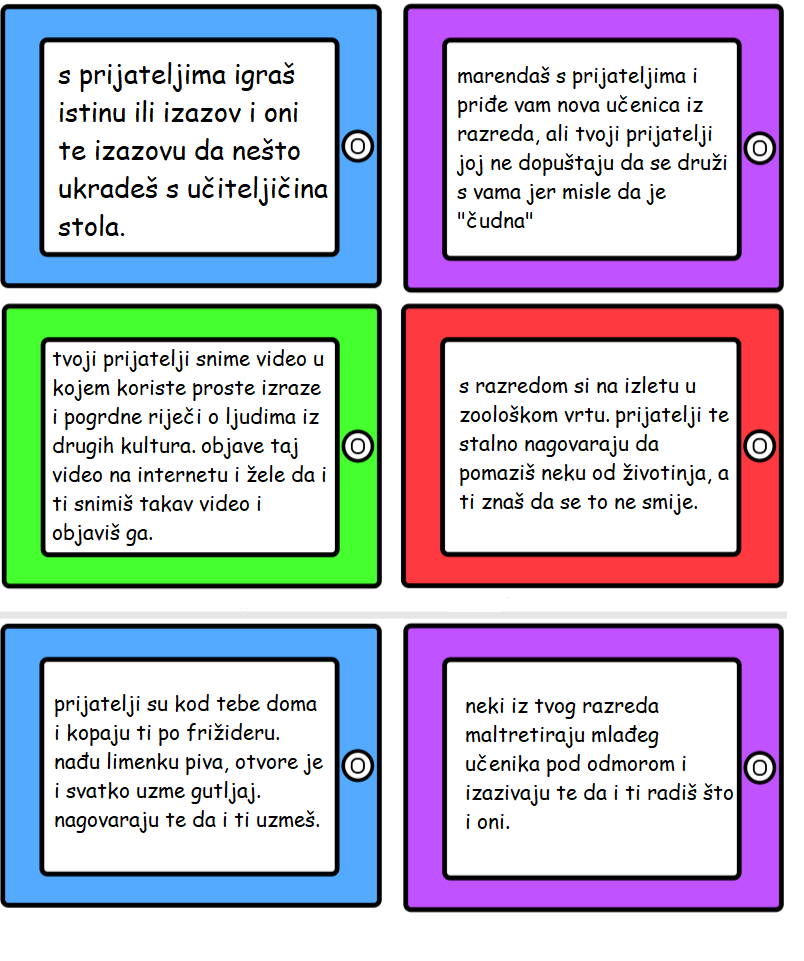 s prijateljima igraš
istinu ili izazov i oni
te izazovu da nešto
ukradeš s učiteljičina
stola.
marendaš s prijateljima i
priđe vam nova učenica iz
razreda, ali tvoji prijatelji
joj ne dopuštaju da se druži
s vama jer misle da je
"čudna"
tvoji prijatelji snime video u
kojem koriste proste izraze
i pogrdne riječi o ljudima iz
drugih kultura. objave taj
video na internetu i žele da i
ti snimiš takav video i
objaviš ga.
s razredom si na izletu u
zoološkom vrtu. prijatelji te
stalno nagovaraju da
pomaziš neku od životinja, a
ti znaš da se to ne smije.
prijatelji su kod tebe doma
i kopaju ti po frižideru.
nađu limenku piva, otvore je
i svatko uzme gutljaj.
nagovaraju te da i ti uzmeš.
neki iz tvog razreda
maltretiraju mlađeg
učenika pod odmorom i
izazivaju te da i ti radiš što
i oni.